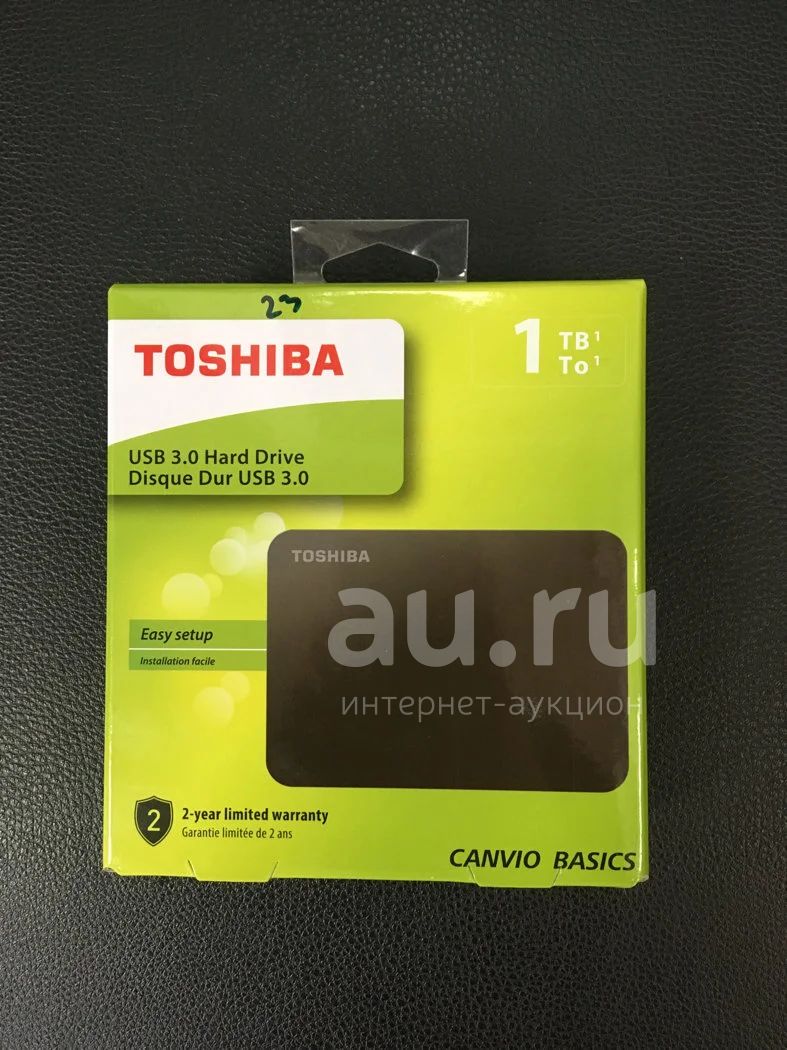 23
TOSHIBA
1 TB¹
To¹
USB 3.0 Hard Drive
Disque Dur USB 3.0
TOSHIBA
au.ru
интернет-аукцион
Easy setup
Installation facile
2
2-year limited warranty
Garantie limitée de 2 ans
CANVIO BASICS